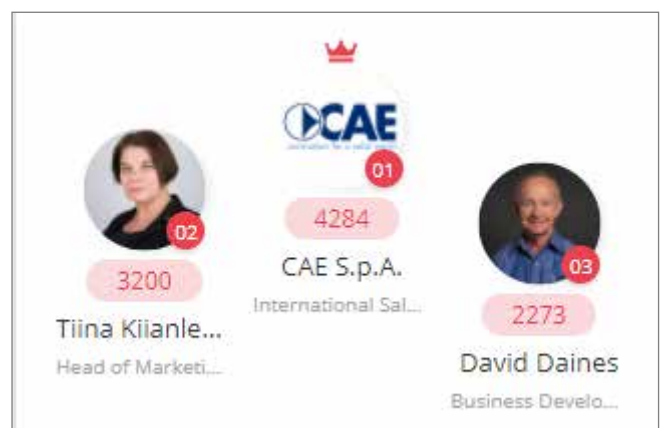 CAE
01
4284
CAE S.p.A.
International Sal...
02
3200
Tiina Kiianle...
Head of Marketi...
03
2273
David Daines
Business Develo...